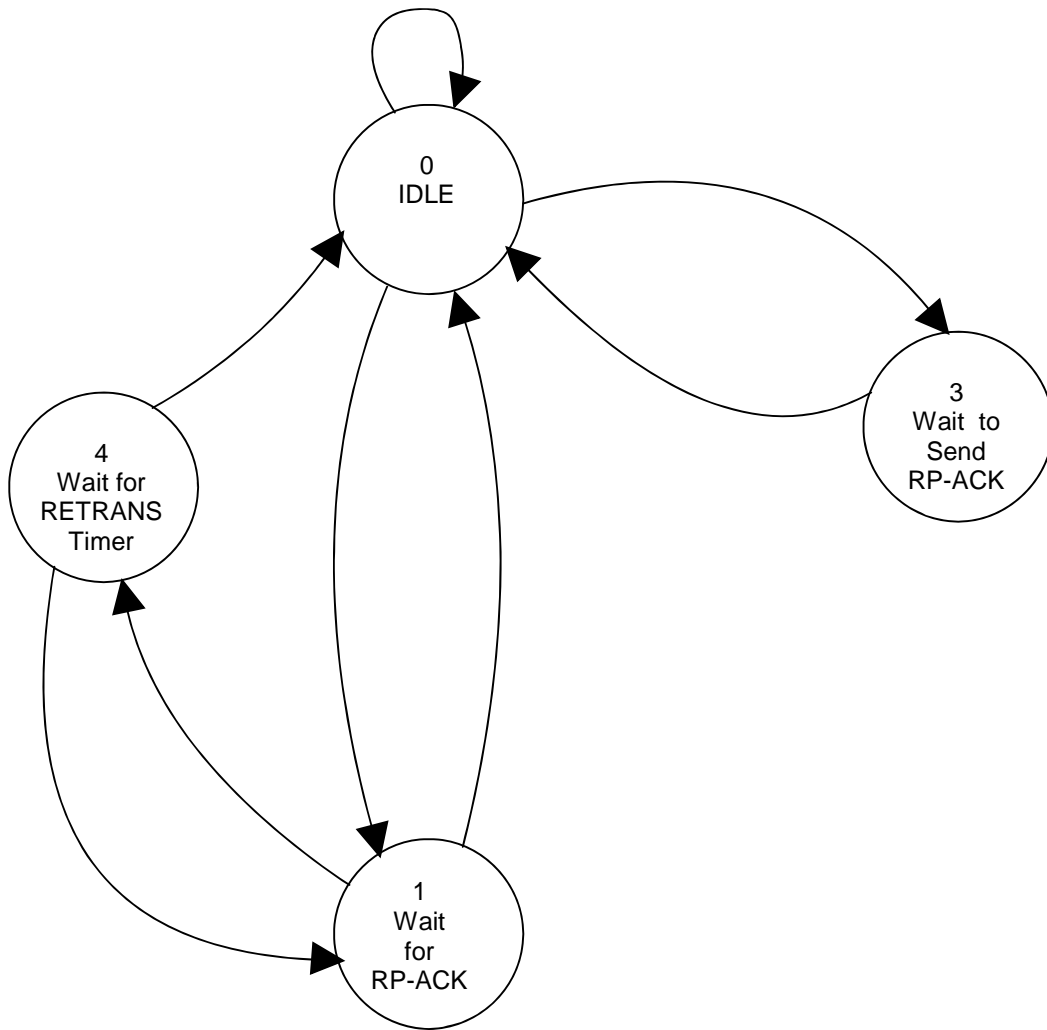 0
IDLE
3
Wait to
Send
RP-ACK
4
Wait for
RETRANS
Timer
1
Wait
for
RP-ACK